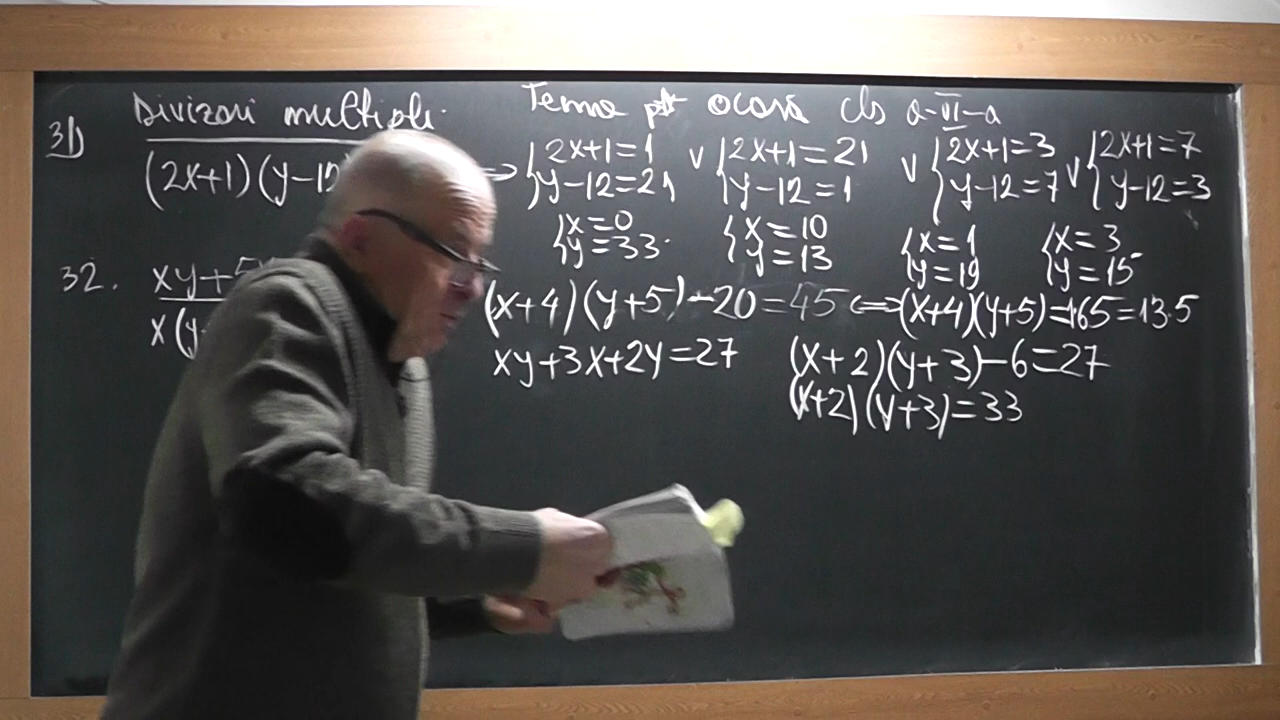 31) Divizori multipli. Tema ocară cls a-VI-a
(2x+1)(y-12 => {2x+1=1 v {2x+1=21 v {2x+1=3 v {2x+1=7
y-12=21 y-12=1 y-12=7 y-12=3
{x=0 {x=10 {x=1 {x=3
y=33. y=13 y=19 y=15
32. xy+5 (x+4)(y+5)-20=45 <=> (x+4)(y+5)=65=13.5
x(y xy+3x+2y=27 (x+2)(y+3)-6=27
(x+2)(y+3)=33